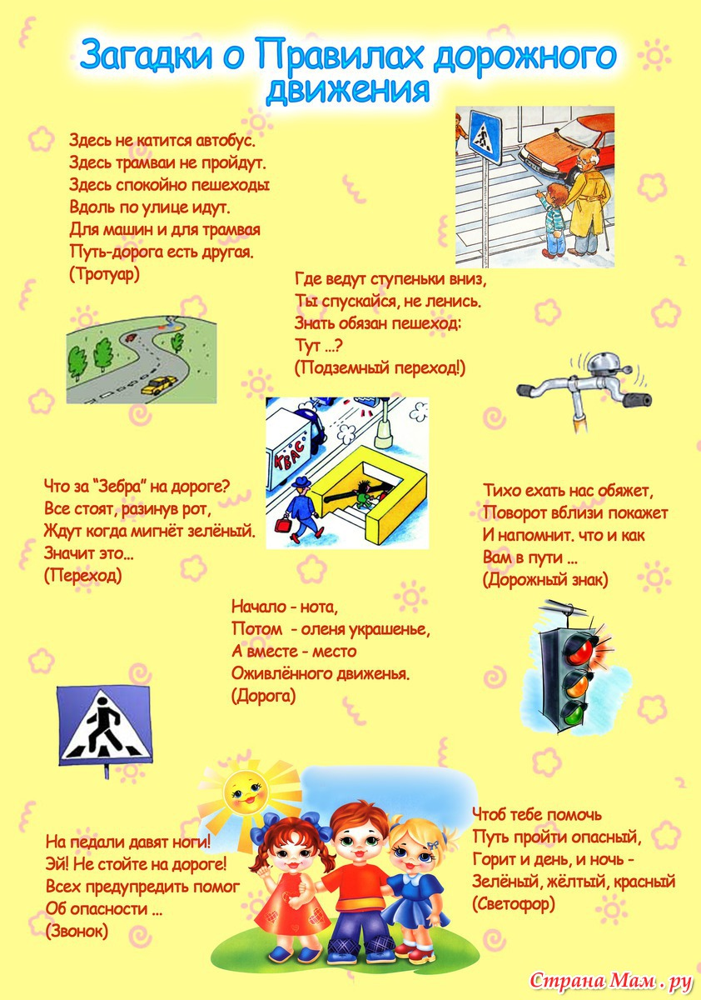 Загадки о Правилах дорожного
движения
Здесь не катится автобус.
Здесь трамваи не пройдут.
Здесь спокойно пешеходы
Вдоль по улице идут.
Для машин и для трамвая
Путь-дорога есть другая.
(Тротуар)
Где ведут ступеньки вниз,
Ты спускайся, не ленись.
Знать обязан пешеход:
Тут ...?
(Подземный переход!)
КВАС
Что за “Зебра” на дороге?
Все стоят, разинув рот,
Ждут когда мигнёт зелёный.
Значит это...
(Переход)
Тихо ехать нас обяжет,
Поворот вблизи покажет
И напомнит. что и как
Вам в пути ...
(Дорожный знак)
Начало - нота,
Потом - оленя украшенье,
А вместе - место
Оживлённого движенья.
(Дорога)
На педали давят ноги!
Эй! Не стойте на дороге!
Всех предупредить помог
Об опасности ...
(Звонок)
Чтоб тебе помочь
Путь пройти опасный,
Горит и день, и ночь -
Зелёный, жёлтый, красный
(Светофор)
Страна Мам . ру